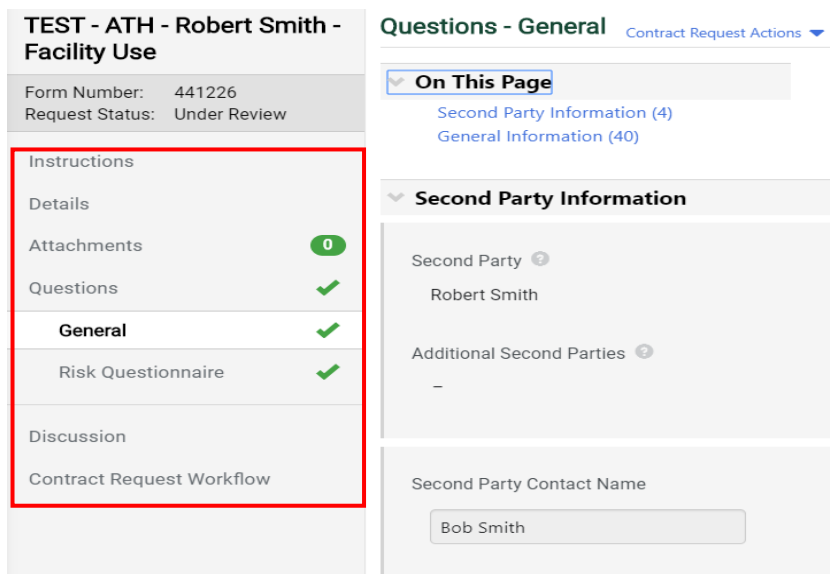 TEST - ATH - Robert Smith -
Facility Use
Form Number: 441226
Request Status: Under Review
Instructions
Details
Attachments 0
Questions
General
Risk Questionnaire
Discussion
Contract Request Workflow
Questions - General Contract Request Actions
On This Page
Second Party Information (4)
General Information (40)
Second Party Information
Second Party ?
Robert Smith
Additional Second Parties ?
–
Second Party Contact Name
Bob Smith